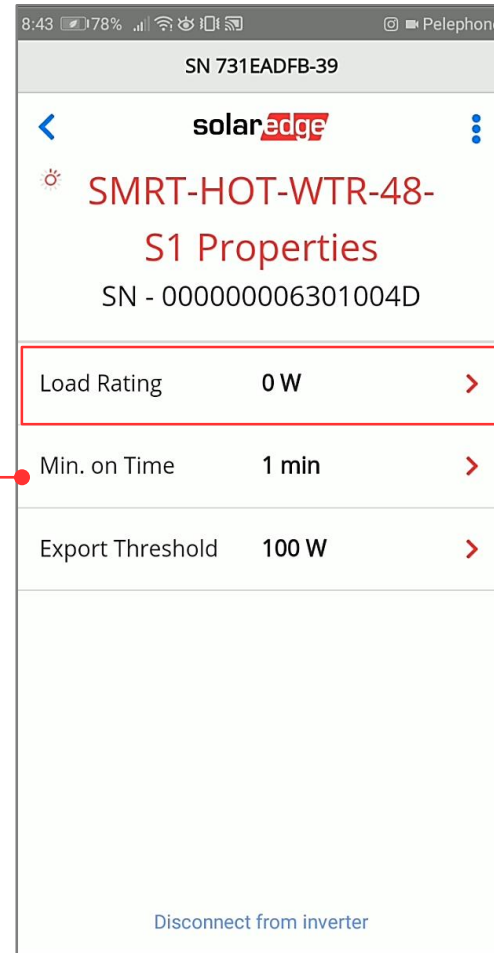 8:43 78% Pelephone
SN 731EADFB-39
solaredge
SMRT-HOT-WTR-48-
S1 Properties
SN - 000000006301004D
Load Rating 0 W
Min. on Time 1 min
Export Threshold 100 W
Disconnect from inverter